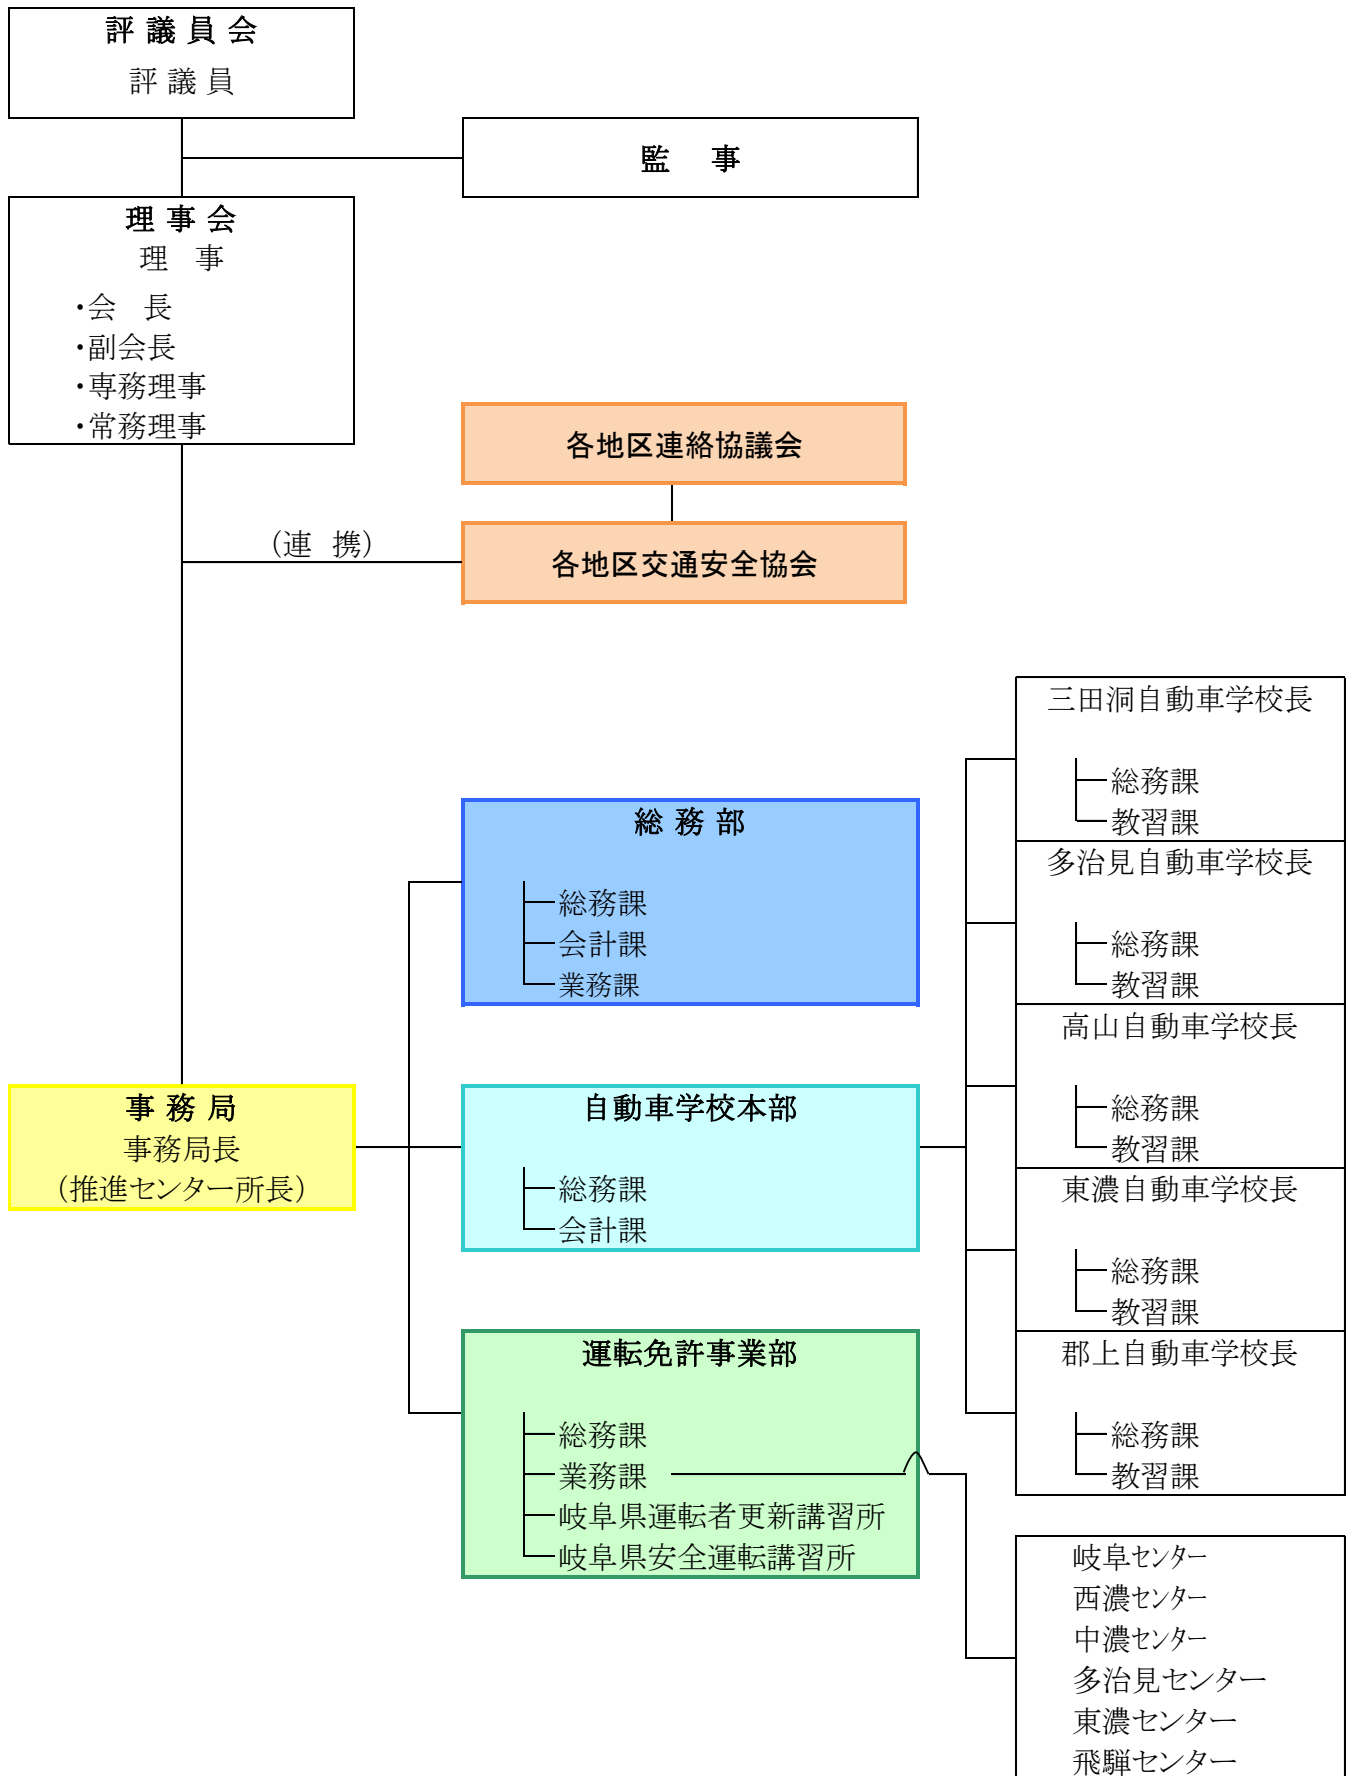 評 議 員 会
評 議 員
監　事
理 事 会
理　事
・会　長
・副会長
・専務理事
・常務理事
各地区連絡協議会
（連　携）
各地区交通安全協会
総 務 部
総務課
会計課
業務課
事 務 局
事務局長
（推進センター所長）
自動車学校本部
総務課
会計課
運転免許事業部
総務課
業務課
岐阜県運転者更新講習所
岐阜県安全運転講習所
三田洞自動車学校長
総務課
教習課
多治見自動車学校長
総務課
教習課
高山自動車学校長
総務課
教習課
東濃自動車学校長
総務課
教習課
郡上自動車学校長
総務課
教習課
岐阜ｾﾝﾀｰ
西濃ｾﾝﾀｰ
中濃ｾﾝﾀｰ
多治見センター
東濃センター
飛騨センター